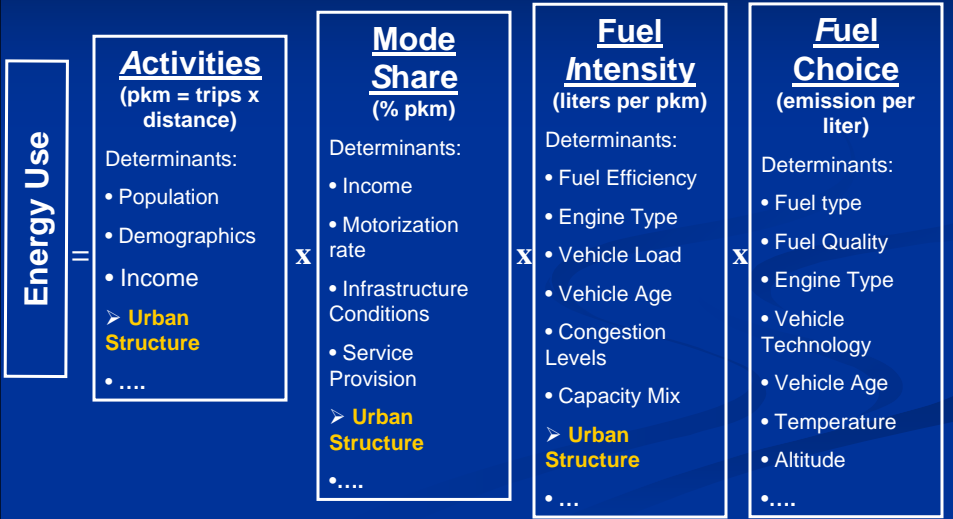 Energy Use
=
Activities
(pkm = trips x
distance)
Determinants:
• Population
• Demographics
• Income
➢ Urban
Structure
• ....
x
Mode
Share
(% pkm)
Determinants:
• Income
• Motorization
rate
• Infrastructure
Conditions
• Service
Provision
➢ Urban
Structure
•....
x
Fuel
Intensity
(liters per pkm)
Determinants:
• Fuel Efficiency
• Engine Type
• Vehicle Load
• Vehicle Age
• Congestion
Levels
• Capacity Mix
➢ Urban
Structure
• ...
x
Fuel
Choice
(emission per
liter)
Determinants:
• Fuel type
• Fuel Quality
• Engine Type
• Vehicle
Technology
• Vehicle Age
• Temperature
• Altitude
•....